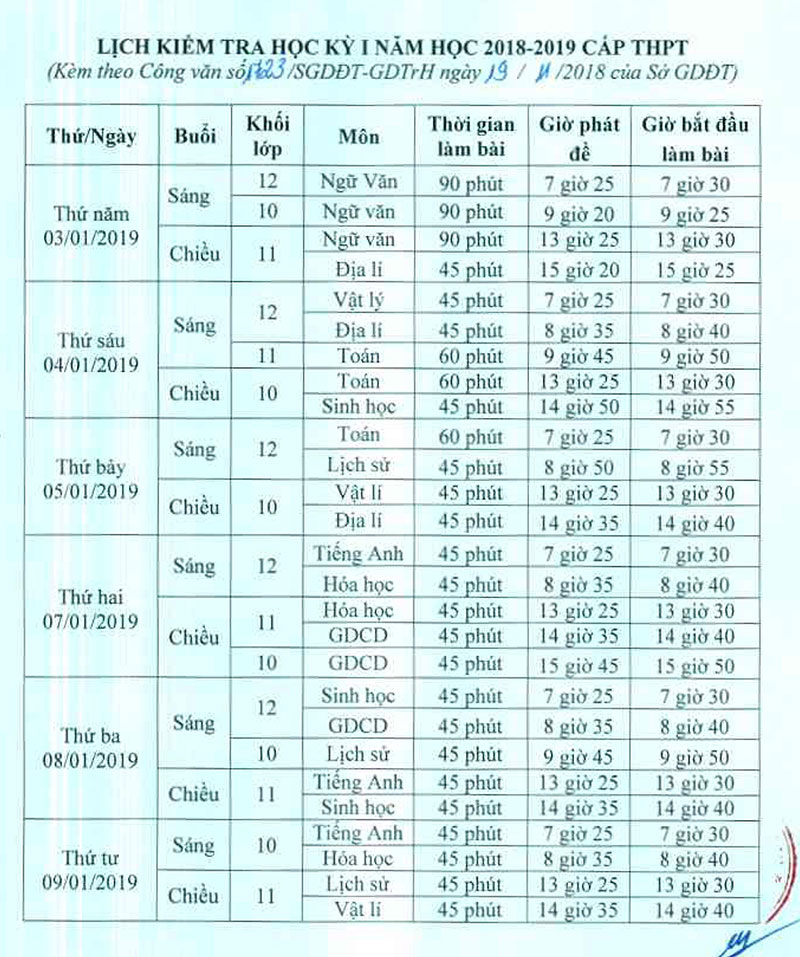 LỊCH KIỂM TRA HỌC KỲ I NĂM HỌC 2018-2019 CẤP THPT
(Kèm theo Công văn số /SGDĐT-GDTrH ngày 19 / 11 /2018 của Sở GDĐT)
Thứ/Ngày Buổi Khối lớp Môn Thời gian làm bài Giờ phát đề Giờ bắt đầu làm bài
Thứ năm 03/01/2019 Sáng 12 Ngữ Văn 90 phút 7 giờ 25 7 giờ 30
10 Ngữ văn 90 phút 9 giờ 20 9 giờ 25
Chiều 11 Ngữ văn 90 phút 13 giờ 25 13 giờ 30
Địa lí 45 phút 15 giờ 20 15 giờ 25
Thứ sáu 04/01/2019 Sáng 12 Vật lý 45 phút 7 giờ 25 7 giờ 30
Địa lí 45 phút 8 giờ 35 8 giờ 40
11 Toán 60 phút 9 giờ 45 9 giờ 50
Chiều 10 Toán 60 phút 13 giờ 25 13 giờ 30
Sinh học 45 phút 14 giờ 50 14 giờ 55
Thứ bảy 05/01/2019 Sáng 12 Toán 60 phút 7 giờ 25 7 giờ 30
Lịch sử 45 phút 8 giờ 50 8 giờ 55
Chiều 10 Vật lí 45 phút 13 giờ 25 13 giờ 30
Địa lí 45 phút 14 giờ 35 14 giờ 40
Thứ hai 07/01/2019 Sáng 12 Tiếng Anh 45 phút 7 giờ 25 7 giờ 30
Hóa học 45 phút 8 giờ 35 8 giờ 40
Chiều 11 Hóa học 45 phút 13 giờ 25 13 giờ 30
GDCD 45 phút 14 giờ 35 14 giờ 40
10 GDCD 45 phút 15 giờ 45 15 giờ 50
Thứ ba 08/01/2019 Sáng 12 Sinh học 45 phút 7 giờ 25 7 giờ 30
GDCD 45 phút 8 giờ 35 8 giờ 40
10 Lịch sử 45 phút 9 giờ 45 9 giờ 50
Chiều 11 Tiếng Anh 45 phút 13 giờ 25 13 giờ 30
Sinh học 45 phút 14 giờ 35 14 giờ 40
Thứ tư 09/01/2019 Sáng 10 Tiếng Anh 45 phút 7 giờ 25 7 giờ 30
Hóa học 45 phút 8 giờ 35 8 giờ 40
Chiều 11 Lịch sử 45 phút 13 giờ 25 13 giờ 30
Vật lí 45 phút 14 giờ 35 14 giờ 40